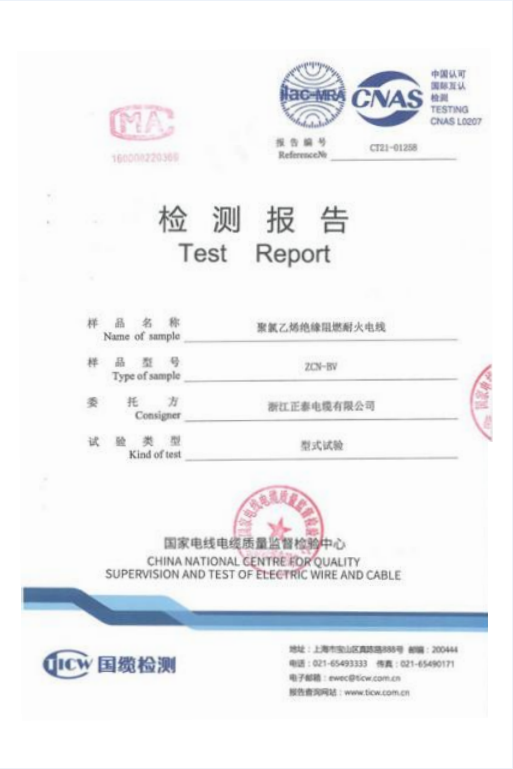 ilac-MRA
CNAS
中国认可
国际互认
检测
TESTING
CNAS L0207
MA
160008220369
报告编号
Reference№ CT21-01258
检测报告
Test Report
样品名称
Name of sample
聚氯乙烯绝缘阻燃耐火电线
样品型号
Type of sample
ZCN-BV
委托方
Consigner
浙江正泰电缆有限公司
试验类型
Kind of test
型式试验
国家电线电缆质量监督检验中心
CHINA NATIONAL CENTRE FOR QUALITY
SUPERVISION AND TEST OF ELECTRIC WIRE AND CABLE
TICW 国缆检测
地址：上海市宝山区真陈路888号 邮编：200444
电话：021-65493333 传真：021-65490171
电子邮箱：ewec@ticw.com.cn
报告查询网站：www.ticw.com.cn